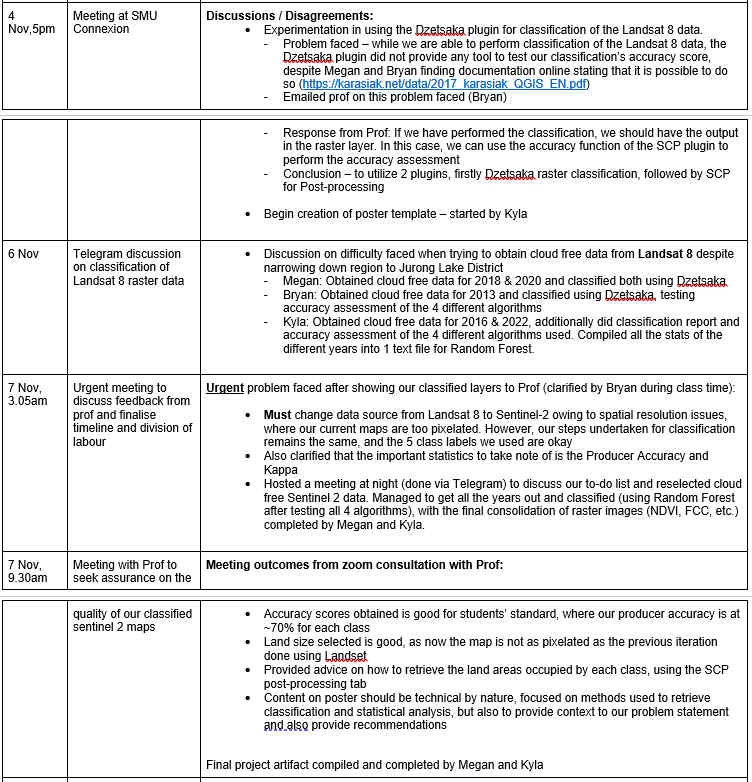 4
Nov,5pm
Meeting at SMU
Connexion
Discussions / Disagreements:
• Experimentation in using the Dzetsaka plugin for classification of the Landsat 8 data.
- Problem faced – while we are able to perform classification of the Landsat 8 data, the
Dzetsaka plugin did not provide any tool to test our classification's accuracy score,
despite Megan and Bryan finding documentation online stating that it is possible to do
so (https://karasiak.net/data/2017_karasiak_QGIS_EN.pdf)
- Emailed prof on this problem faced (Bryan)
- Response from Prof: If we have performed the classification, we should have the output
in the raster layer. In this case, we can use the accuracy function of the SCP plugin to
perform the accuracy assessment
- Conclusion – to utilize 2 plugins, firstly Dzetsaka raster classification, followed by SCP
for Post-processing
• Begin creation of poster template – started by Kyla
6 Nov
Telegram discussion
on classification of
Landsat 8 raster data
• Discussion on difficulty faced when trying to obtain cloud free data from Landsat 8 despite
narrowing down region to Jurong Lake District
- Megan: Obtained cloud free data for 2018 & 2020 and classified both using Dzetsaka
- Bryan: Obtained cloud free data for 2013 and classified using Dzetsaka, testing
accuracy assessment of the 4 different algorithms
- Kyla: Obtained cloud free data for 2016 & 2022, additionally did classification report and
accuracy assessment of the 4 different algorithms used. Compiled all the stats of the
different years into 1 text file for Random Forest.
7 Nov,
3.05am
Urgent meeting to
discuss feedback from
prof and finalise
timeline and division of
labour
Urgent problem faced after showing our classified layers to Prof (clarified by Bryan during class time):
• Must change data source from Landsat 8 to Sentinel-2 owing to spatial resolution issues,
where our current maps are too pixelated. However, our steps undertaken for classification
remains the same, and the 5 class labels we used are okay
• Also clarified that the important statistics to take note of is the Producer Accuracy and
Kappa
• Hosted a meeting at night (done via Telegram) to discuss our to-do list and reselected cloud
free Sentinel 2 data. Managed to get all the years out and classified (using Random Forest
after testing all 4 algorithms), with the final consolidation of raster images (NDVI, FCC, etc.)
completed by Megan and Kyla.
7 Nov,
9.30am
Meeting with Prof to
seek assurance on the
Meeting outcomes from zoom consultation with Prof:
quality of our classified
sentinel 2 maps
• Accuracy scores obtained is good for students' standard, where our producer accuracy is at
~70% for each class
• Land size selected is good, as now the map is not as pixelated as the previous iteration
done using Landset
• Provided advice on how to retrieve the land areas occupied by each class, using the SCP
post-processing tab
• Content on poster should be technical by nature, focused on methods used to retrieve
classification and statistical analysis, but also to provide context to our problem statement
and also provide recommendations
Final project artifact compiled and completed by Megan and Kyla